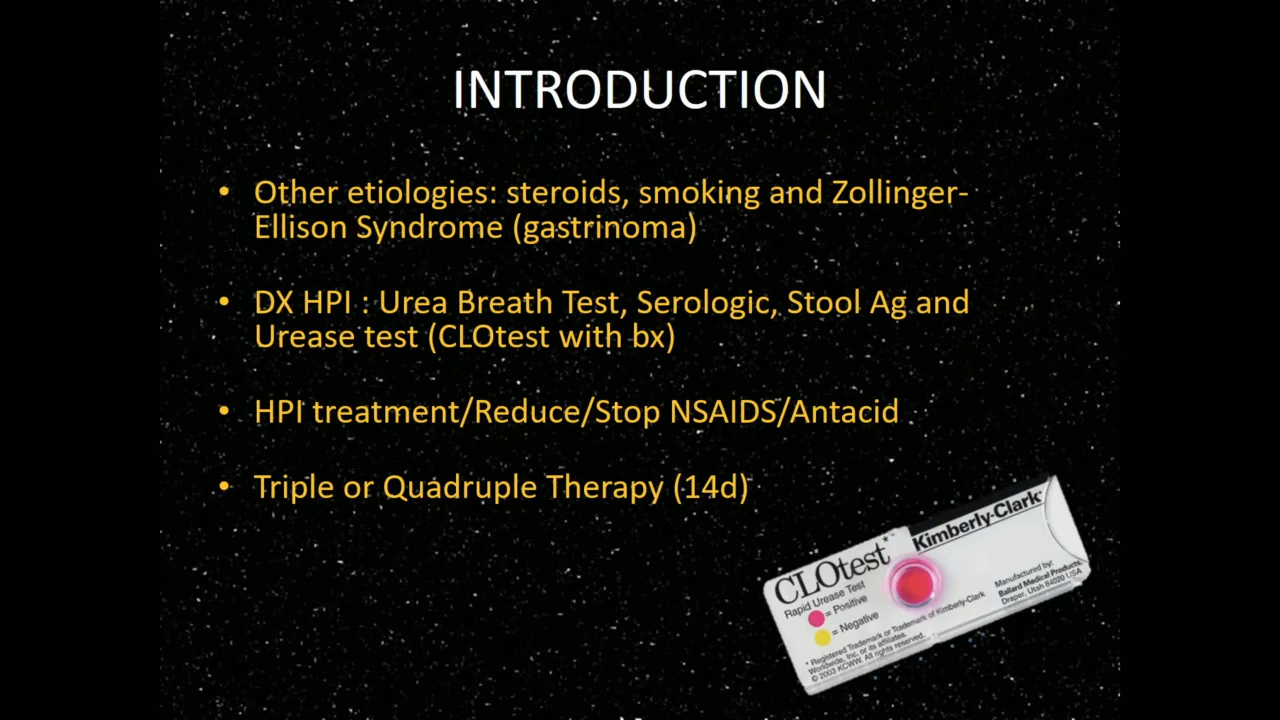 INTRODUCTION
• Other etiologies: steroids, smoking and Zollinger-
Ellison Syndrome (gastrinoma)
• DX HPI : Urea Breath Test, Serologic, Stool Ag and
Urease test (CLOtest with bx)
• HPI treatment/Reduce/Stop NSAIDS/Antacid
• Triple or Quadruple Therapy (14d)
CLOtest*
Rapid Urease Test
= Positive
= Negative
* Registered Trademark or Trademark of Kimberly-Clark
Worldwide, Inc. or its affiliates.
© 2003 KCWW. All rights reserved.
Kimberly-Clark
Manufactured by:
Ballard Medical Products
Draper, Utah 84020 USA